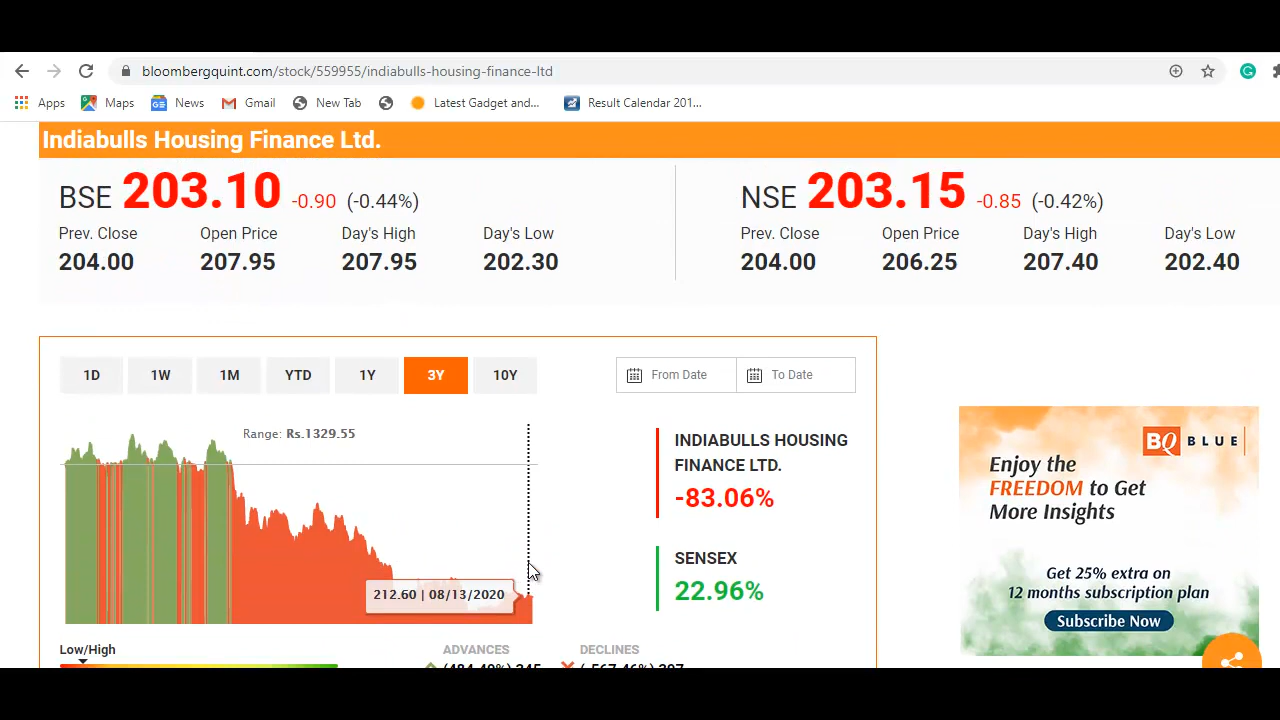 bloombergquint.com/stock/559955/indiabulls-housing-finance-ltd
Apps Maps News Gmail New Tab Latest Gadget and... Result Calendar 201...
Indiabulls Housing Finance Ltd.
BSE 203.10 -0.90 (-0.44%)
Prev. Close Open Price Day's High Day's Low
204.00 207.95 207.95 202.30
NSE 203.15 -0.85 (-0.42%)
Prev. Close Open Price Day's High Day's Low
204.00 206.25 207.40 202.40
1D 1W 1M YTD 1Y 3Y 10Y
From Date To Date
Range: Rs.1329.55
212.60 | 08/13/2020
INDIABULLS HOUSING
FINANCE LTD.
-83.06%
SENSEX
22.96%
Low/High
ADVANCES DECLINES
BQ BLUE
Enjoy the
FREEDOM to Get
More Insights
Get 25% extra on
12 months subscription plan
Subscribe Now